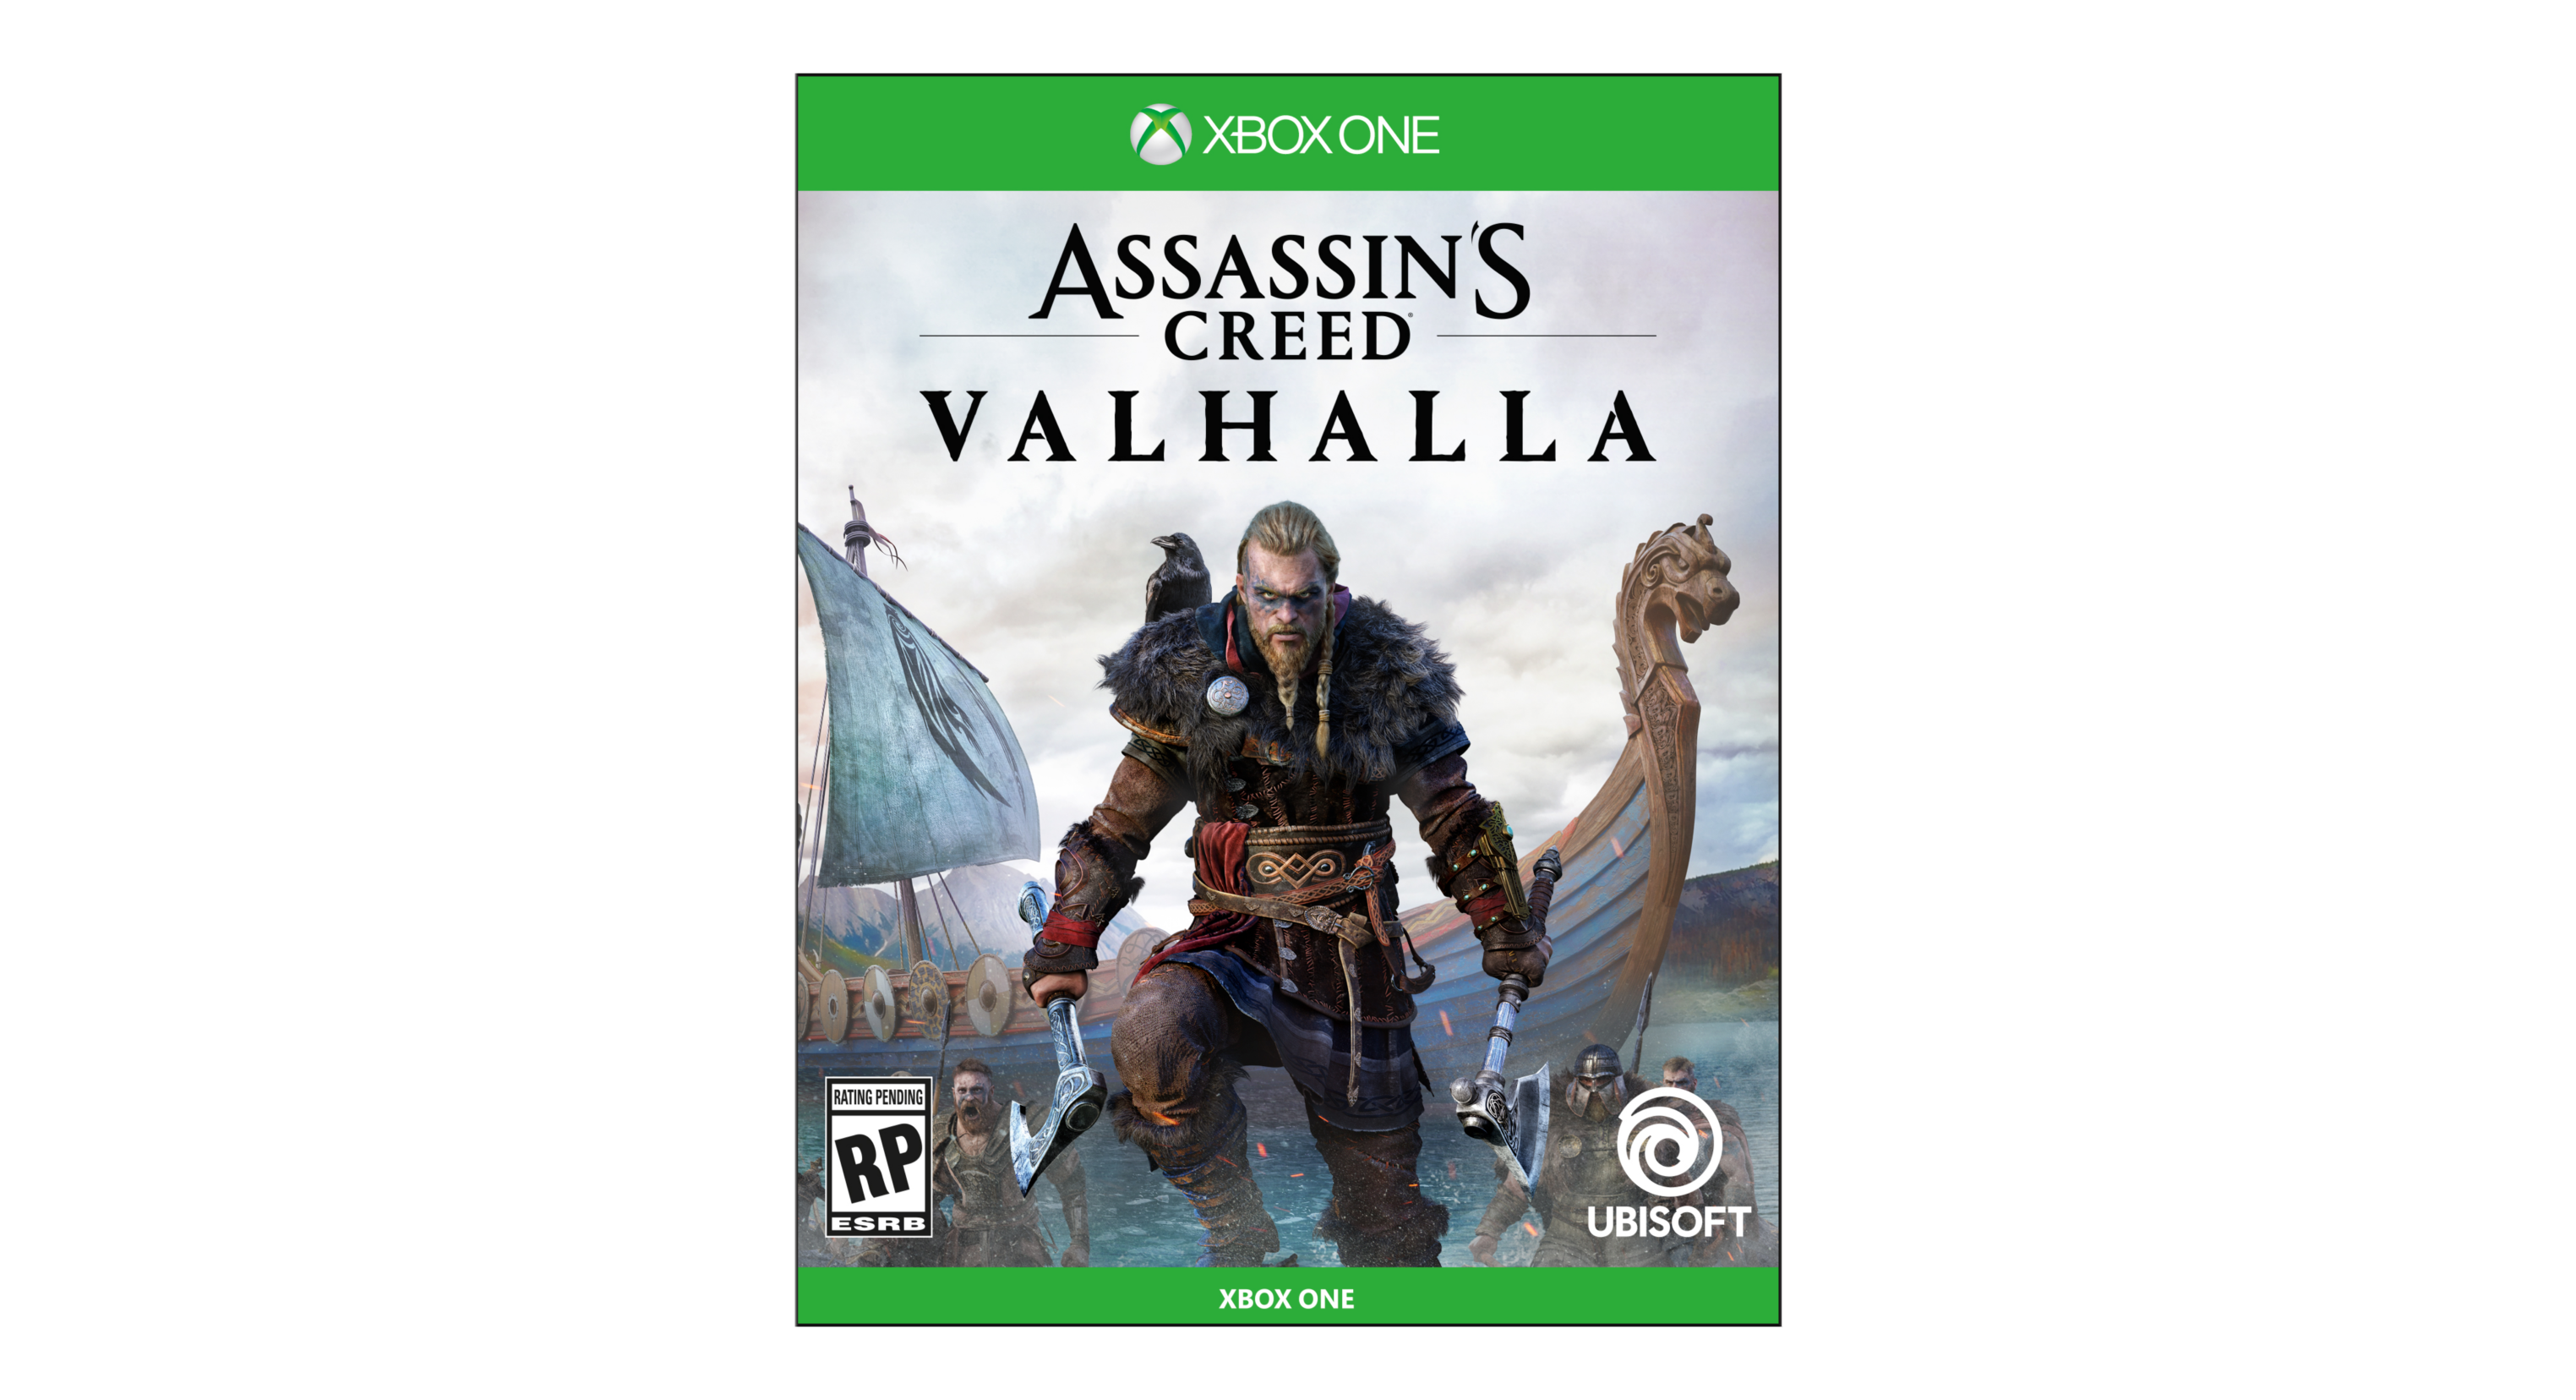 XBOX ONE
ASSASSIN'S
CREED®
VALHALLA
RATING PENDING
RP
ESRB
UBISOFT
XBOX ONE